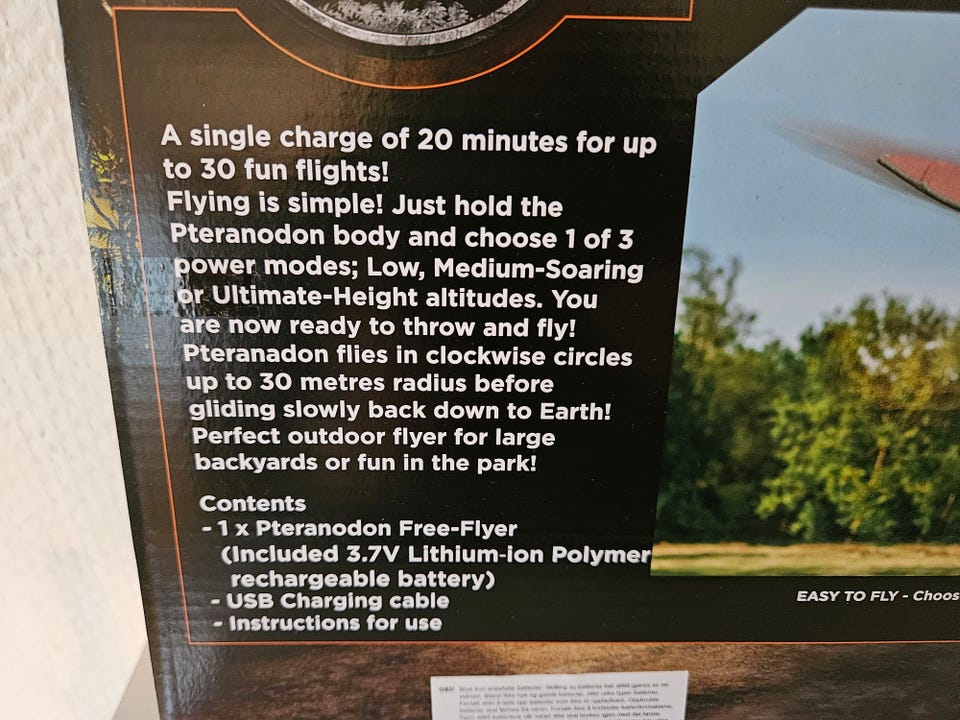 A single charge of 20 minutes for up
to 30 fun flights!
Flying is simple! Just hold the
Pteranodon body and choose 1 of 3
power modes; Low, Medium-Soaring
or Ultimate-Height altitudes. You
are now ready to throw and fly!
Pteranadon flies in clockwise circles
up to 30 metres radius before
gliding slowly back down to Earth!
Perfect outdoor flyer for large
backyards or fun in the park!
Contents
- 1 x Pteranodon Free-Flyer
(Included 3.7V Lithium-ion Polymer
rechargeable battery)
- USB Charging cable
- Instructions for use
EASY TO FLY - Choos
OBS!